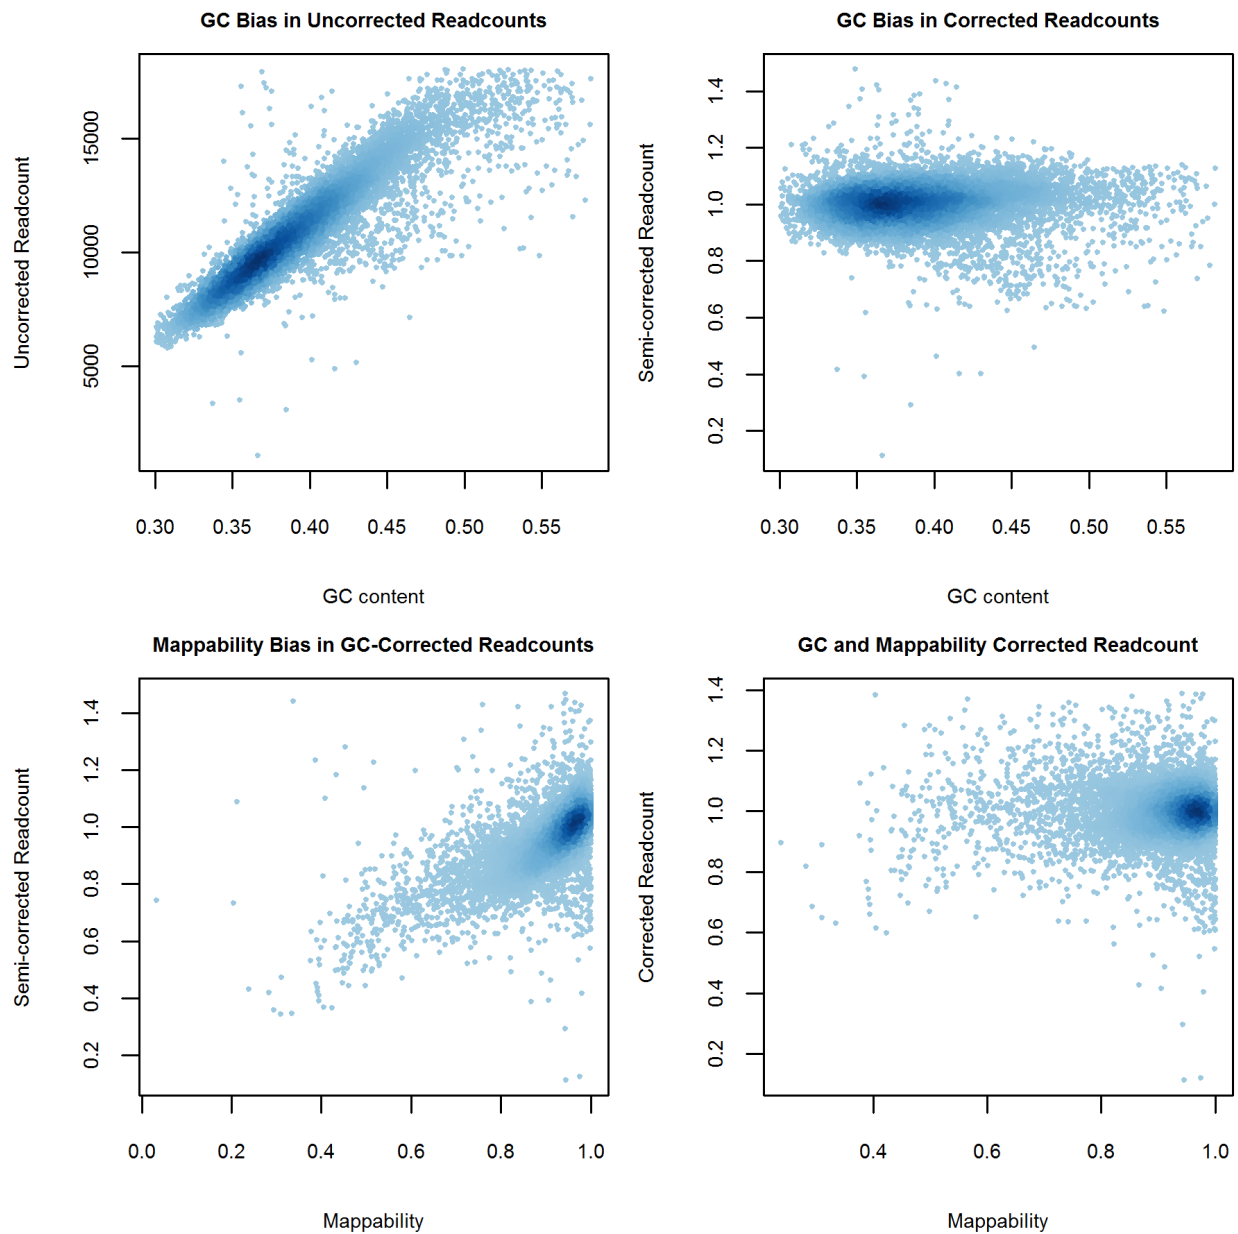 GC Bias in Uncorrected Readcounts
Uncorrected Readcount
15000
10000
5000
0.30 0.35 0.40 0.45 0.50 0.55
GC content
GC Bias in Corrected Readcounts
Semi-corrected Readcount
1.4
1.2
1.0
0.8
0.6
0.4
0.2
0.30 0.35 0.40 0.45 0.50 0.55
GC content
Mappability Bias in GC-Corrected Readcounts
Semi-corrected Readcount
1.4
1.2
1.0
0.8
0.6
0.4
0.2
0.0 0.2 0.4 0.6 0.8 1.0
Mappability
GC and Mappability Corrected Readcount
Corrected Readcount
1.4
1.2
1.0
0.8
0.6
0.4
0.2
0.4 0.6 0.8 1.0
Mappability